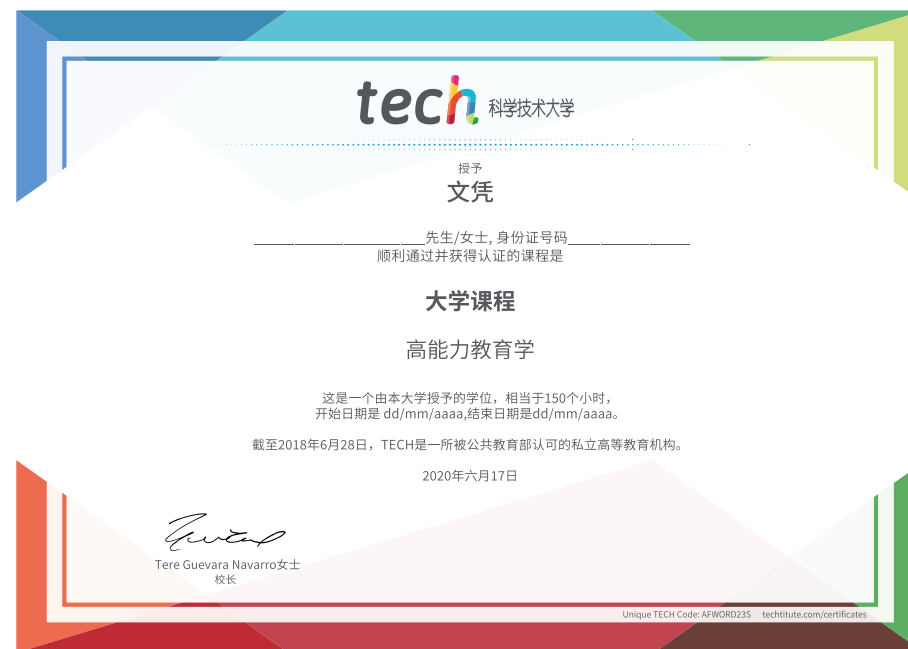 tech 科学技术大学
授予
文凭
先生/女士, 身份证号码
顺利通过并获得认证的课程是
大学课程
高能力教育学
这是一个由本大学授予的学位，相当于150个小时，
开始日期是 dd/mm/aaaa,结束日期是dd/mm/aaaa。
截至2018年6月28日，TECH是一所被公共教育部认可的私立高等教育机构。
2020年六月17日
Tere Guevara Navarro女士
校长
Unique TECH Code: AFWORD23S techtitute.com/certificates